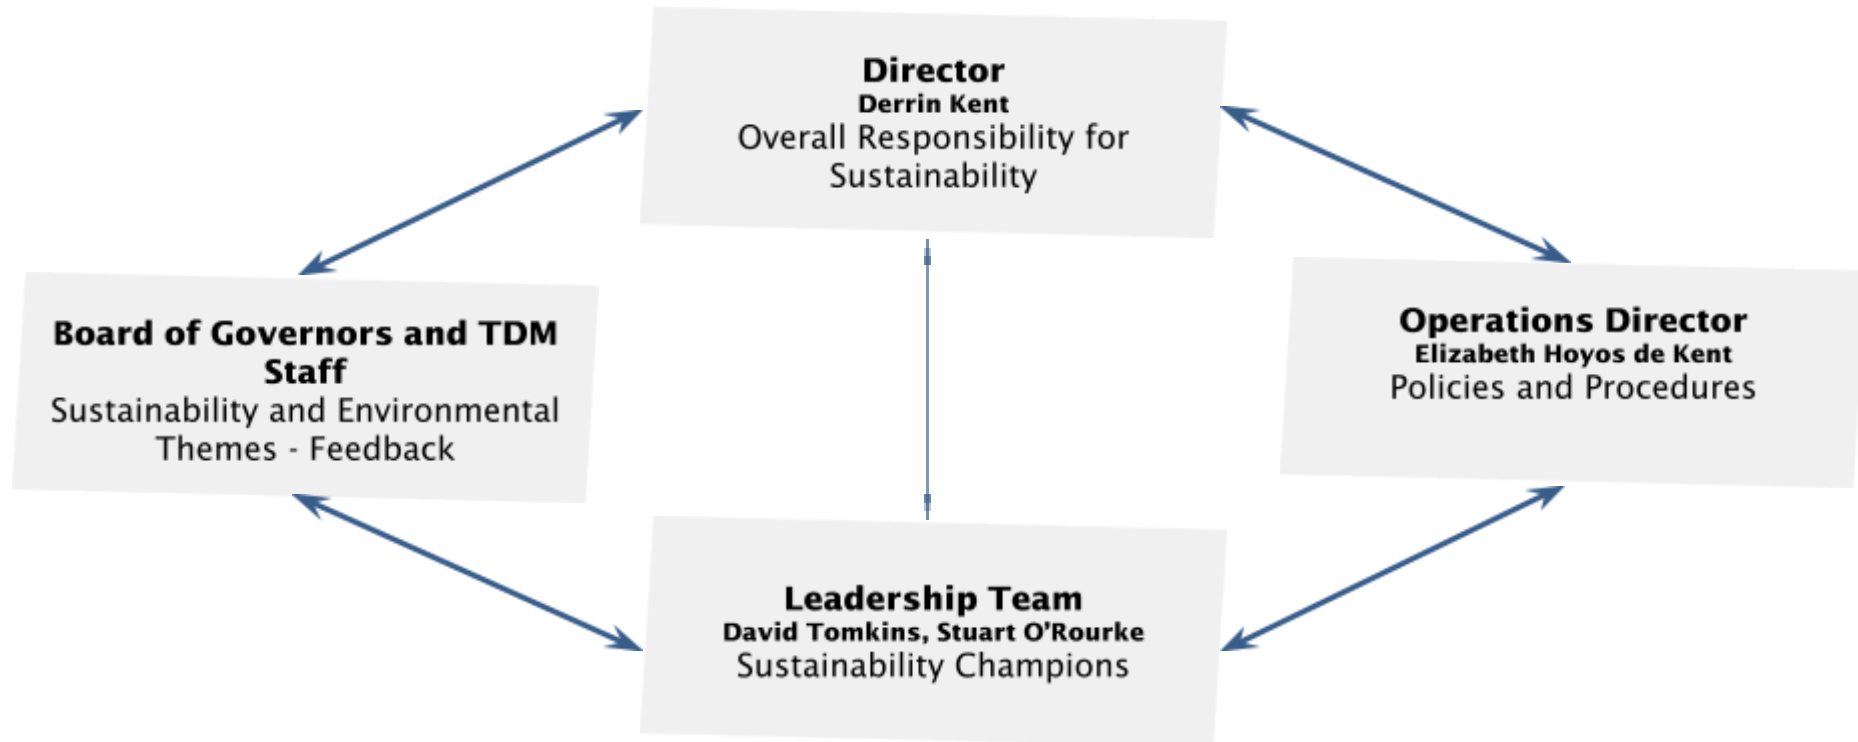 Director
Derrin Kent
Overall Responsibility for
Sustainability
Board of Governors and TDM
Staff
Sustainability and Environmental
Themes - Feedback
Operations Director
Elizabeth Hoyos de Kent
Policies and Procedures
Leadership Team
David Tomkins, Stuart O’Rourke
Sustainability Champions